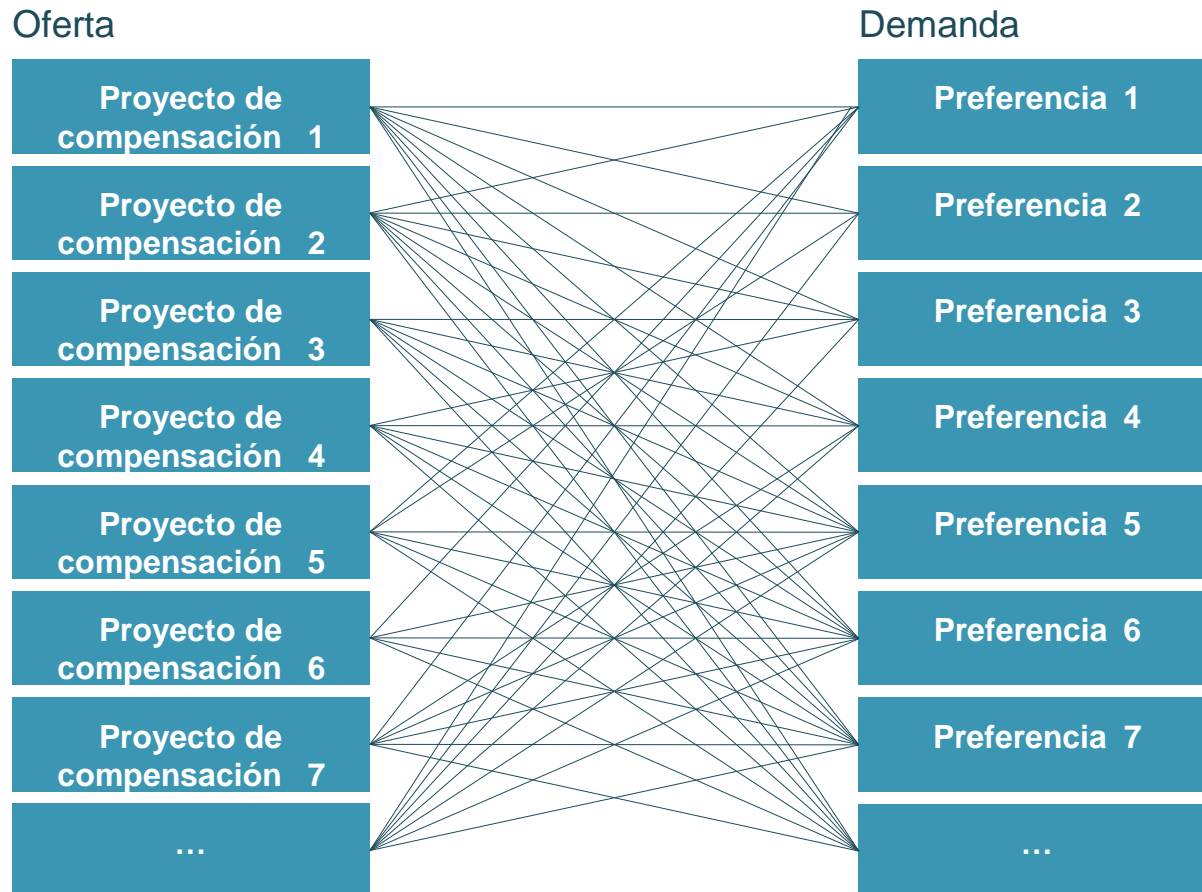 Oferta
Proyecto de
compensación 1
Proyecto de
compensación 2
Proyecto de
compensación 3
Proyecto de
compensación 4
Proyecto de
compensación 5
Proyecto de
compensación 6
Proyecto de
compensación 7
…
Demanda
Preferencia 1
Preferencia 2
Preferencia 3
Preferencia 4
Preferencia 5
Preferencia 6
Preferencia 7
…